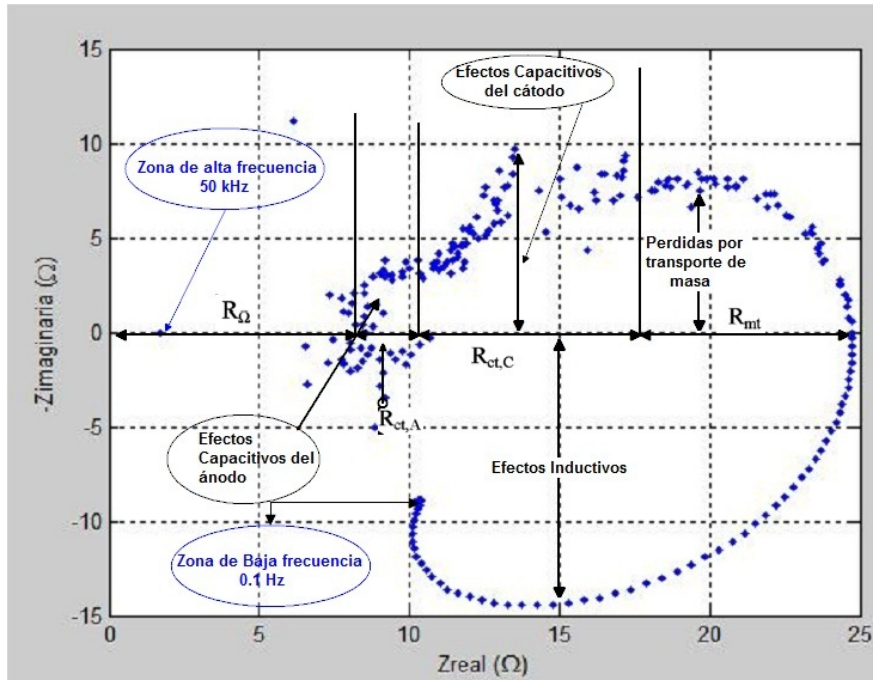 15
10
5
0
-5
-10
-15
-Zimaginaria (Ω)
Efectos Capacitivos
del cátodo
Zona de alta frecuencia
50 kHz
Perdidas por
transporte de
masa
RΩ
Rmt
Rct,C
Rct,A
Efectos
Capacitivos del
ánodo
Efectos Inductivos
Zona de Baja frecuencia
0.1 Hz
0
5
10
15
20
25
Zreal (Ω)